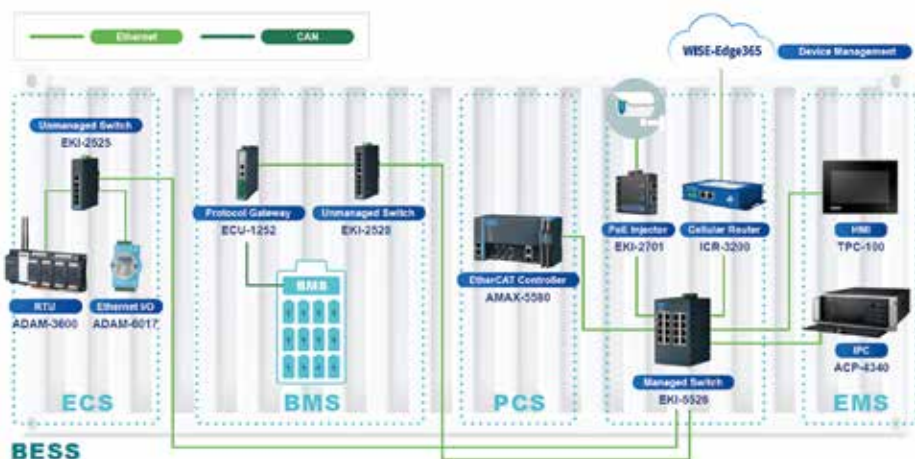 Ethernet
CAN
WISE-Edge365
Device Management
Unmanaged Switch
EKI-2525
Protocol Gateway
ECU-1252
Unmanaged Switch
EKI-2528
PoE Injector
EKI-2701
Cellular Router
ICR-3200
HMI
TPC-100
EtherCAT Controller
AMAX-5580
RTU
ADAM-3600
Ethernet I/O
ADAM-6017
BMS
IPC
ACP-4340
Managed Switch
EKI-5526
ECS
BMS
PCS
EMS
BESS